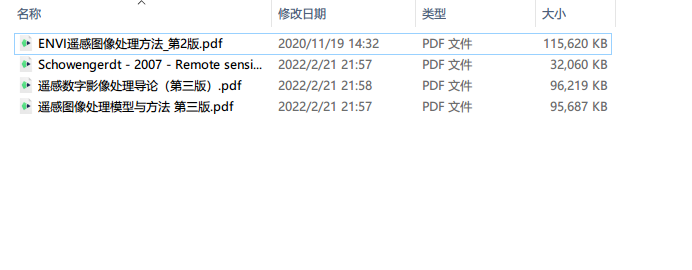 名称 修改日期 类型 大小
ENVI遥感图像处理方法_第2版.pdf 2020/11/19 14:32 PDF 文件 115,620 KB
Schowengerdt - 2007 - Remote sensi... 2022/2/21 21:57 PDF 文件 32,060 KB
遥感数字影像处理导论（第三版）.pdf 2022/2/21 21:58 PDF 文件 96,219 KB
遥感图像处理模型与方法 第三版.pdf 2022/2/21 21:57 PDF 文件 95,687 KB